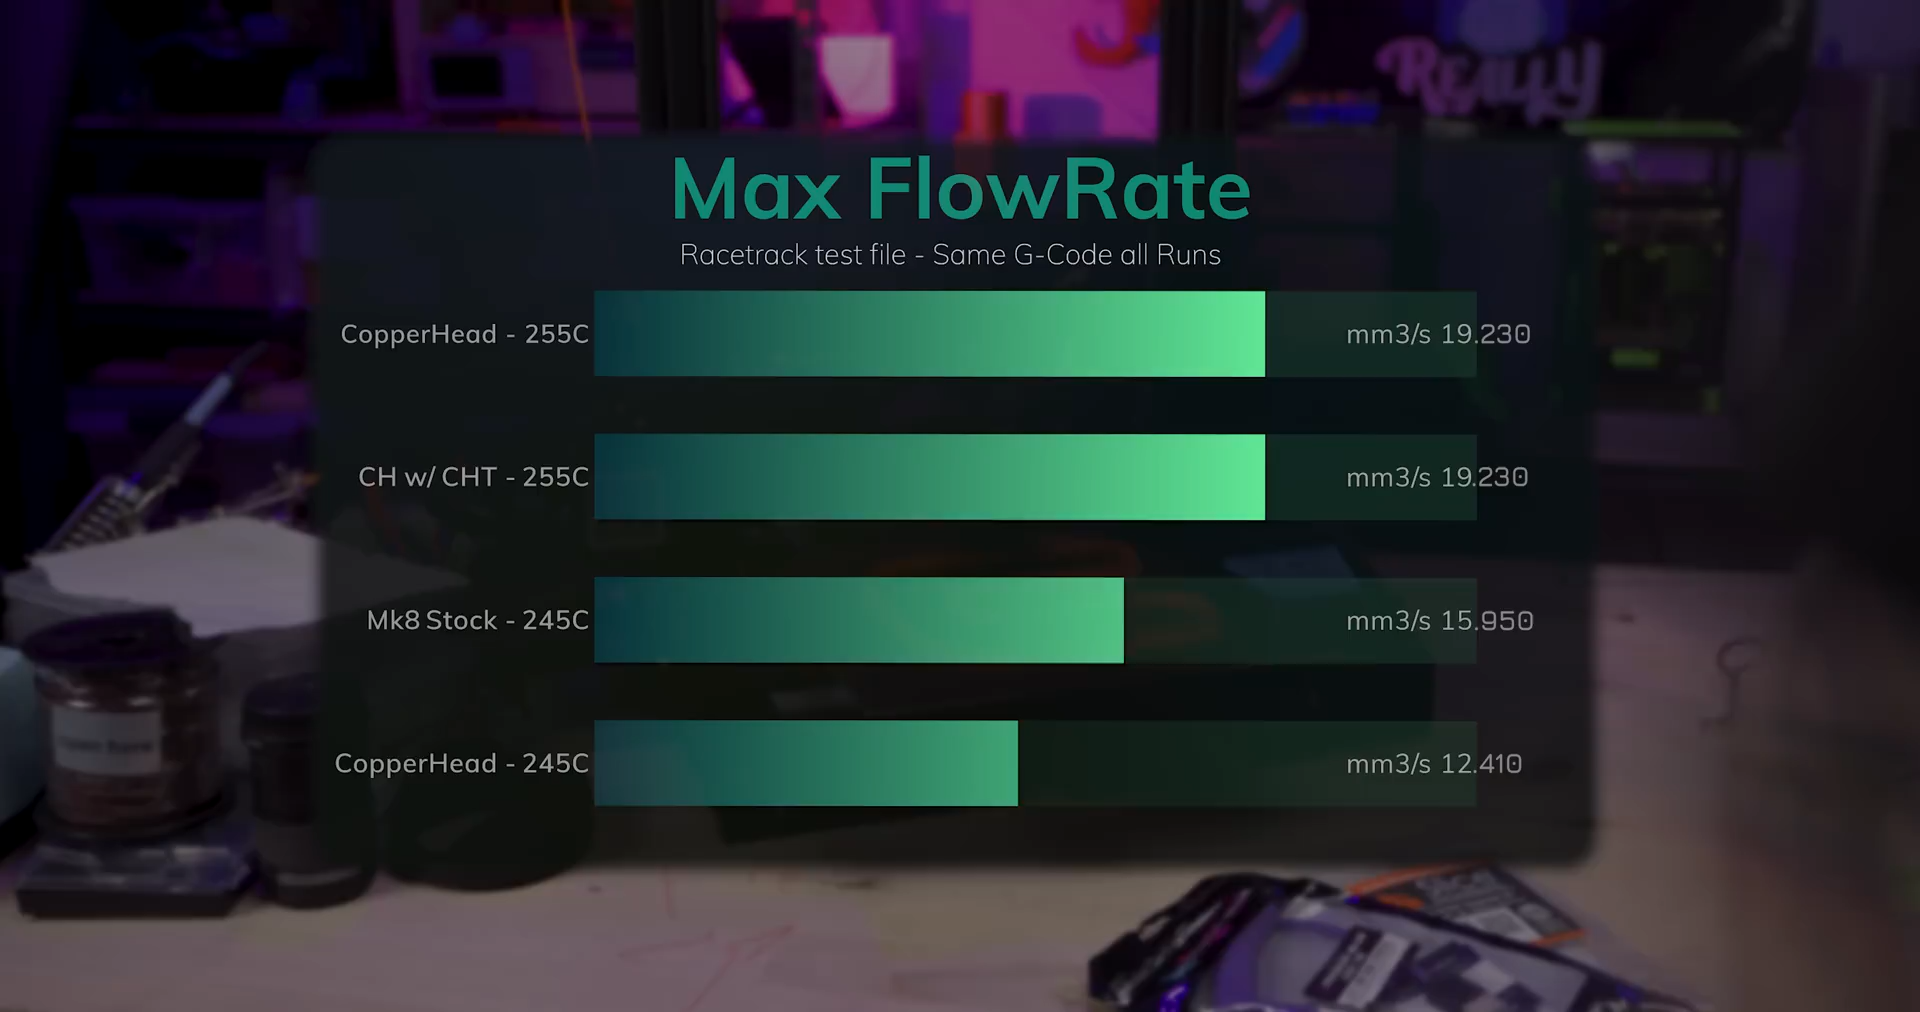 REALLY
Max FlowRate
Racetrack test file - Same G-Code all Runs
CopperHead - 255C mm3/s 19.230
CH w/ CHT - 255C mm3/s 19.230
Mk8 Stock - 245C mm3/s 15.950
CopperHead - 245C mm3/s 12.410